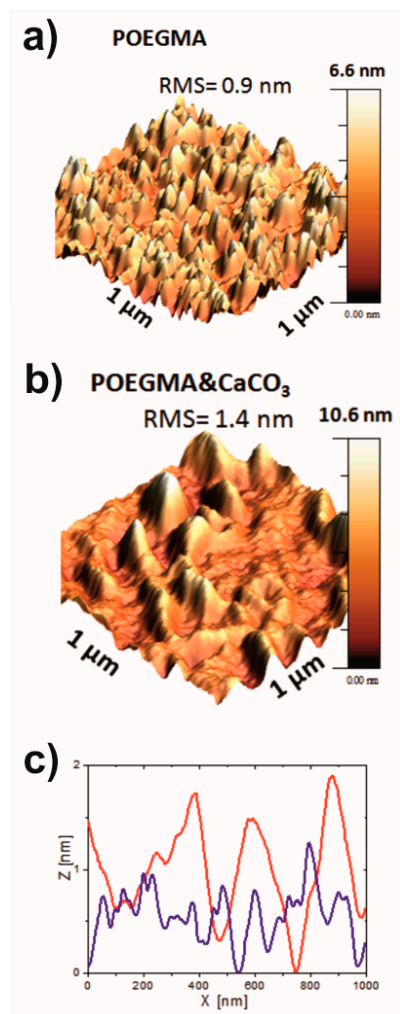 a)
POEGMA
RMS= 0.9 nm
6.6 nm
0.00 nm
1 µm
1 µm
b)
POEGMA&CaCO₃
RMS= 1.4 nm
10.6 nm
0.00 nm
1 µm
1 µm
c)
2
1
0
Z [nm]
0 200 400 600 800 1000
X [nm]